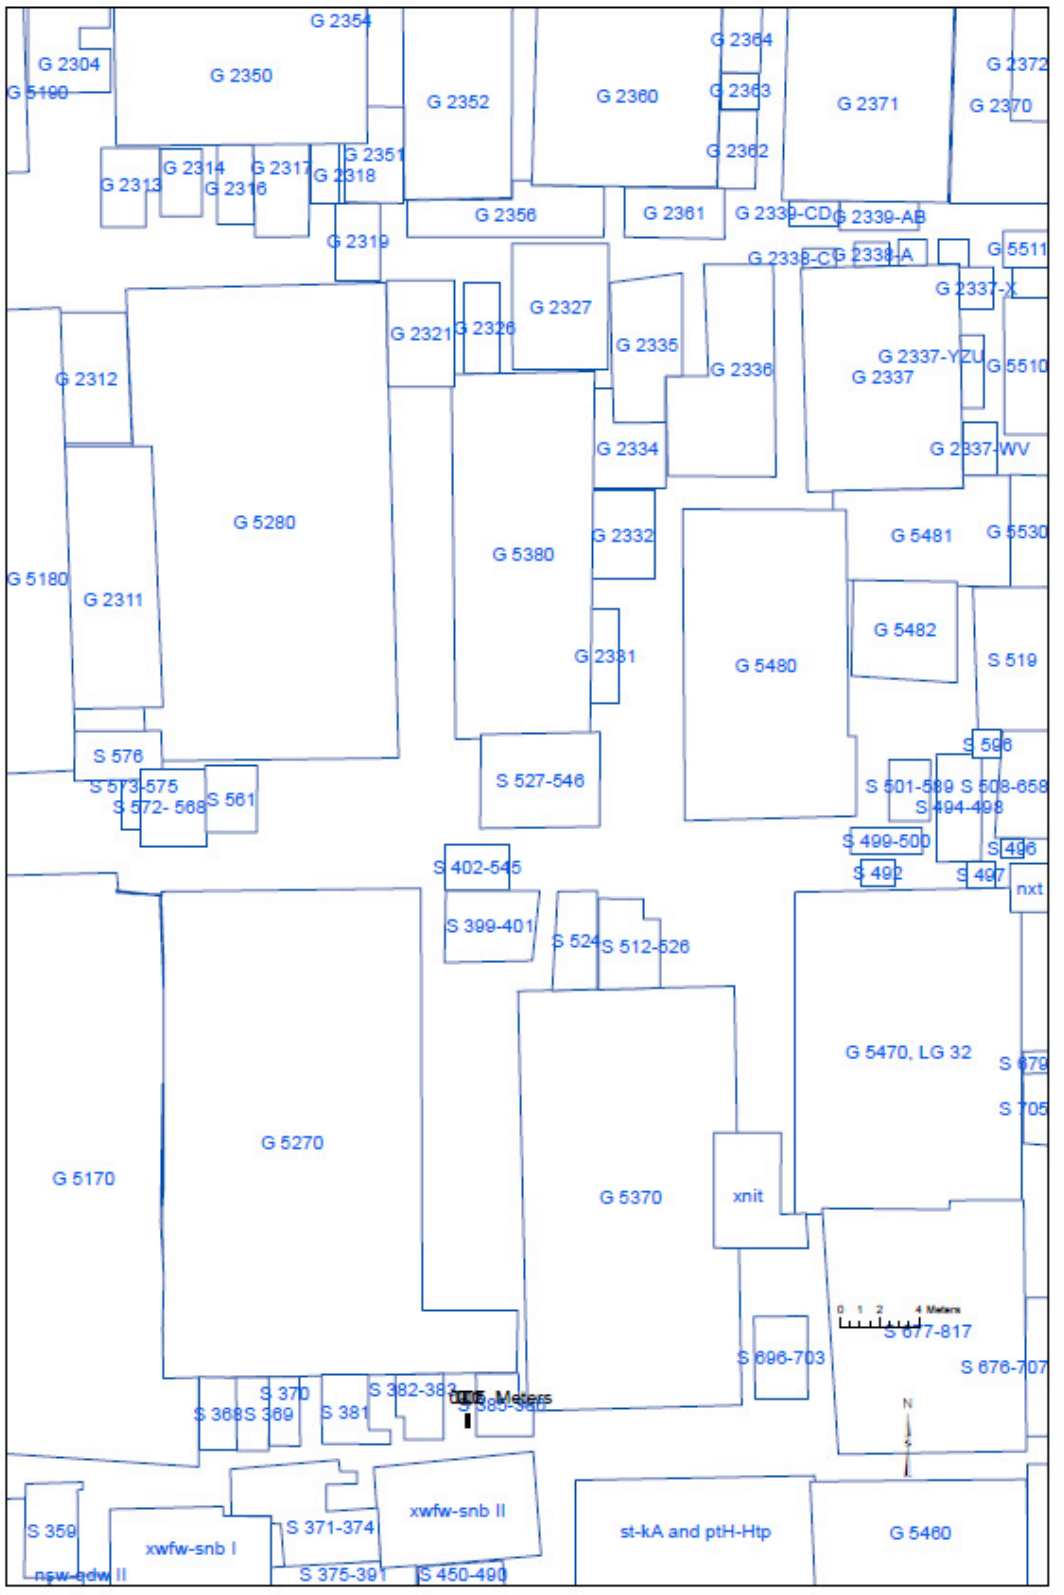 G 2354
G 2304
G 2350
G 5190
G 2352
G 2360
G 2364
G 2363
G 2371
G 2372
G 2370
G 2351
G 2362
G 2313
G 2314
G 2316
G 2317
G 2318
G 2356
G 2361
G 2339-CD
G 2339-AB
G 2319
G 2338-C
G 2338-A
G 5511
G 2337-X
G 2321
G 2326
G 2327
G 2335
G 2336
G 2337-YZU
G 2337
G 5510
G 2312
G 2334
G 2337-WV
G 5280
G 5380
G 2332
G 5481
G 5530
G 5180
G 2311
G 2331
G 5480
G 5482
S 519
S 576
S 573-575
S 572- 568
S 561
S 527-546
S 596
S 501-589
S 508-658
S 494-498
S 499-500
S 496
S 402-545
S 492
S 497
nxt
S 399-401
S 524
S 512-526
G 5470, LG 32
S 679
S 705
G 5270
G 5170
G 5370
xnit
0 1 2 4 Meters
S 677-817
S 696-703
S 676-707
S 368
S 369
S 370
S 381
S 382-383
Meters
N
S 359
xwfw-snb I
S 371-374
xwfw-snb II
st-kA and ptH-Htp
G 5460
nsw-qdw II
S 375-391
S 450-490